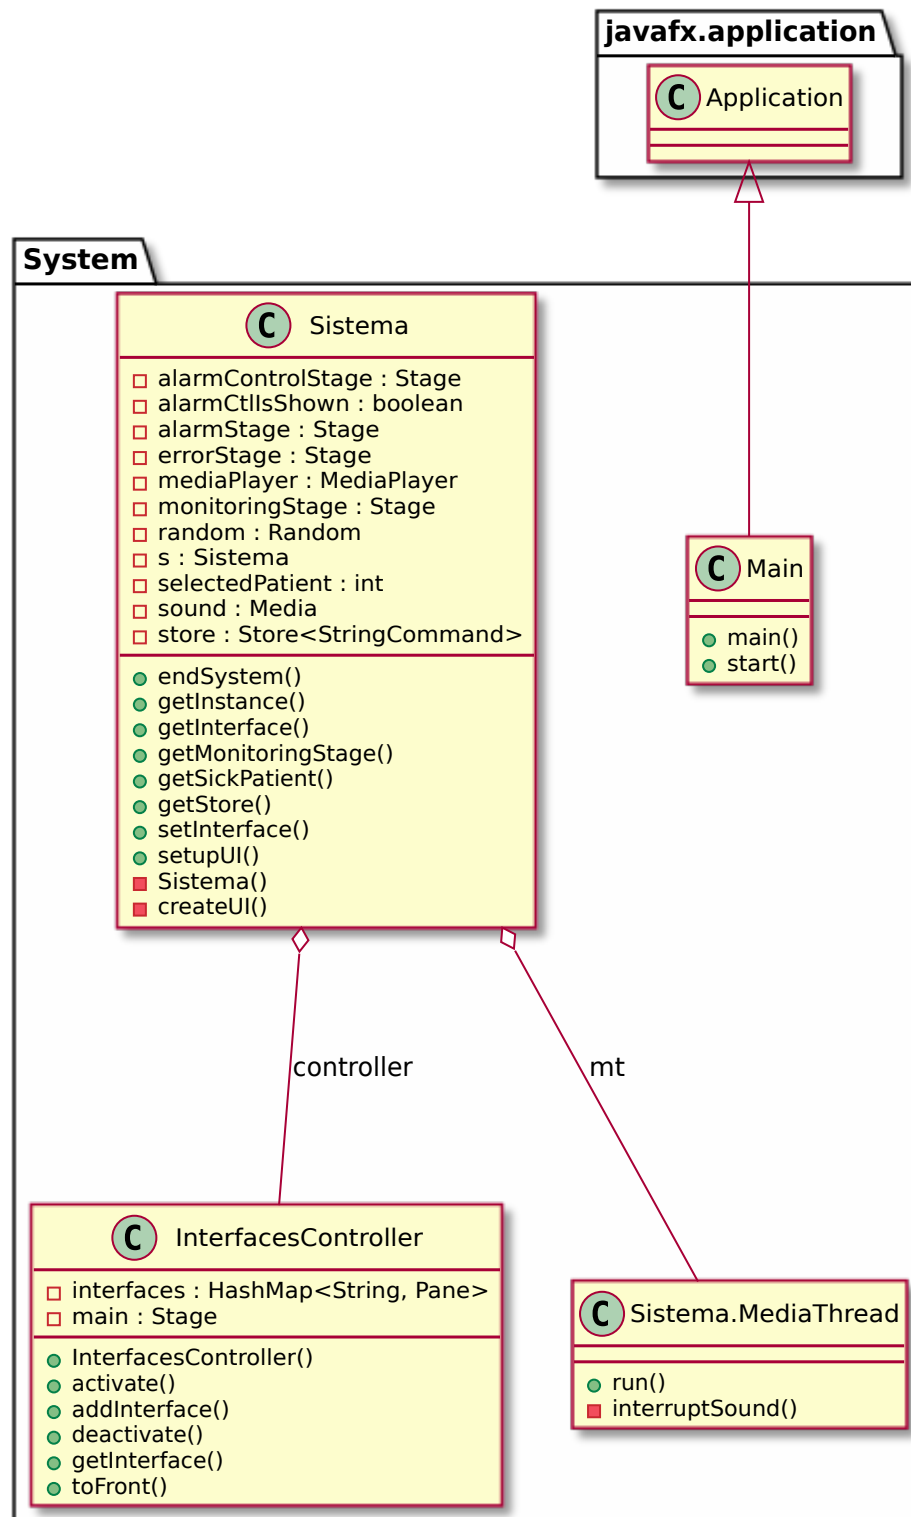 javafx.application
C Application
System
C Sistema
alarmControlStage : Stage
alarmCtlIsShown : boolean
alarmStage : Stage
errorStage : Stage
mediaPlayer : MediaPlayer
monitoringStage : Stage
random : Random
s : Sistema
selectedPatient : int
sound : Media
store : Store<StringCommand>
endSystem()
getInstance()
getInterface()
getMonitoringStage()
getSickPatient()
getStore()
setInterface()
setupUI()
Sistema()
createUI()
C Main
main()
start()
controller
mt
C InterfacesController
interfaces : HashMap<String, Pane>
main : Stage
InterfacesController()
activate()
addInterface()
deactivate()
getInterface()
toFront()
C Sistema.MediaThread
run()
interruptSound()